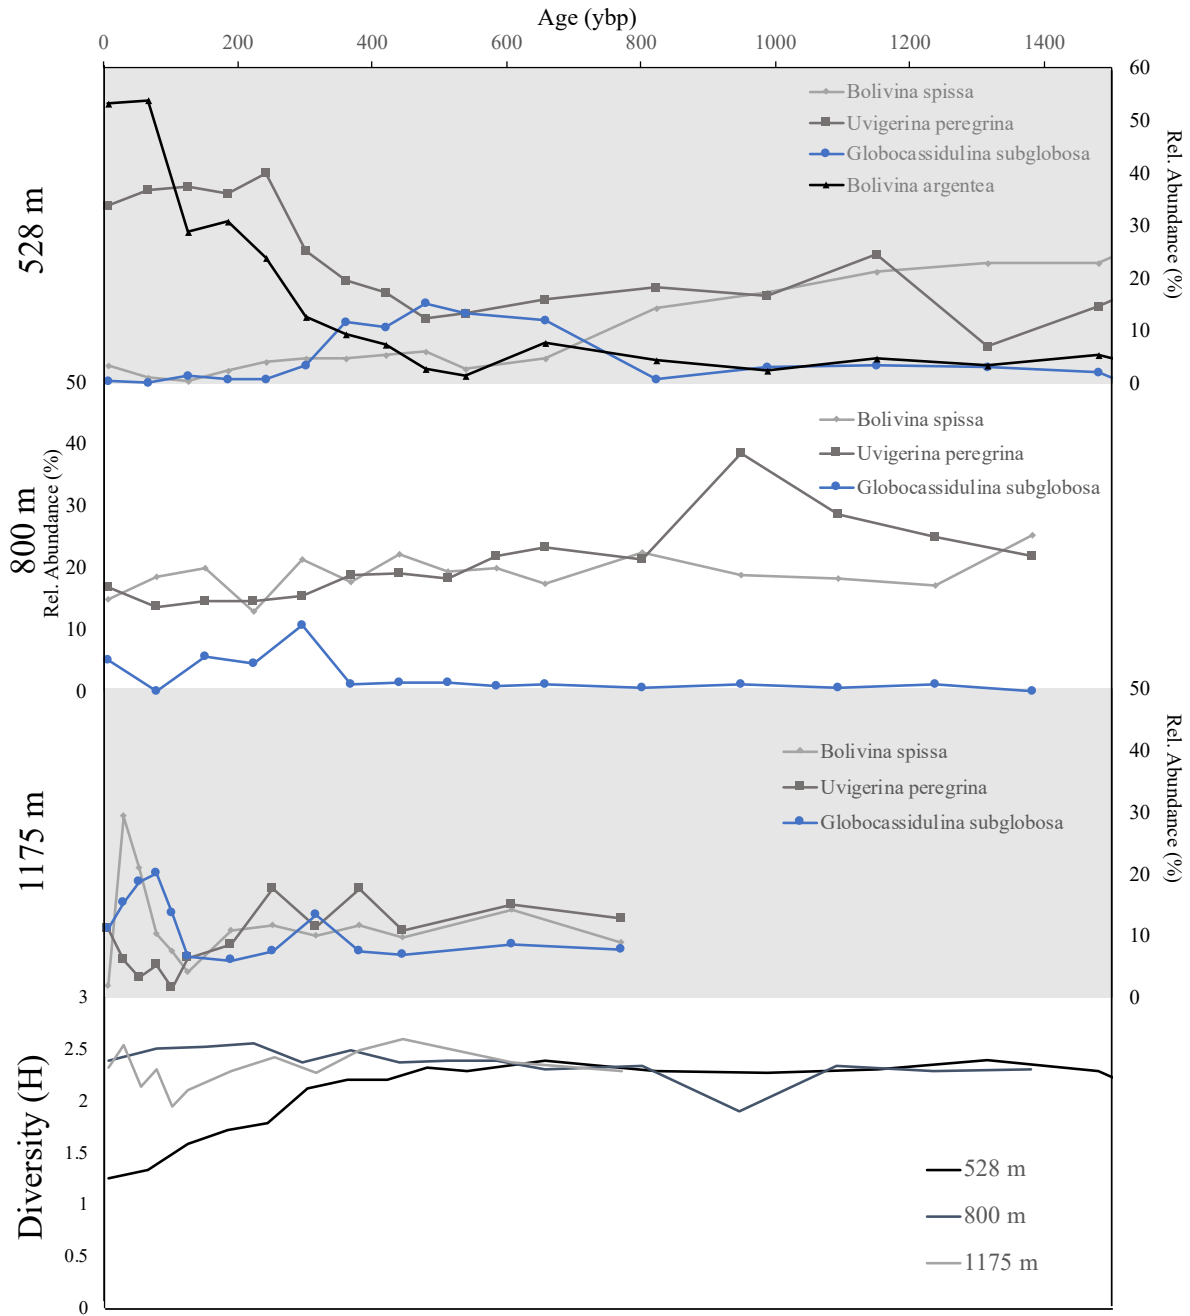 Age (ybp)
0 200 400 600 800 1000 1200 1400
528 m
60
50
40
30
20
10
0
Rel. Abundance (%)
Bolivina spissa
Uvigerina peregrina
Globocassidulina subglobosa
Bolivina argentea
800 m
Rel. Abundance (%)
50
40
30
20
10
0
Bolivina spissa
Uvigerina peregrina
Globocassidulina subglobosa
1175 m
50
40
30
20
10
0
Rel. Abundance (%)
Bolivina spissa
Uvigerina peregrina
Globocassidulina subglobosa
Diversity (H)
3
2.5
2
1.5
1
0.5
0
528 m
800 m
1175 m